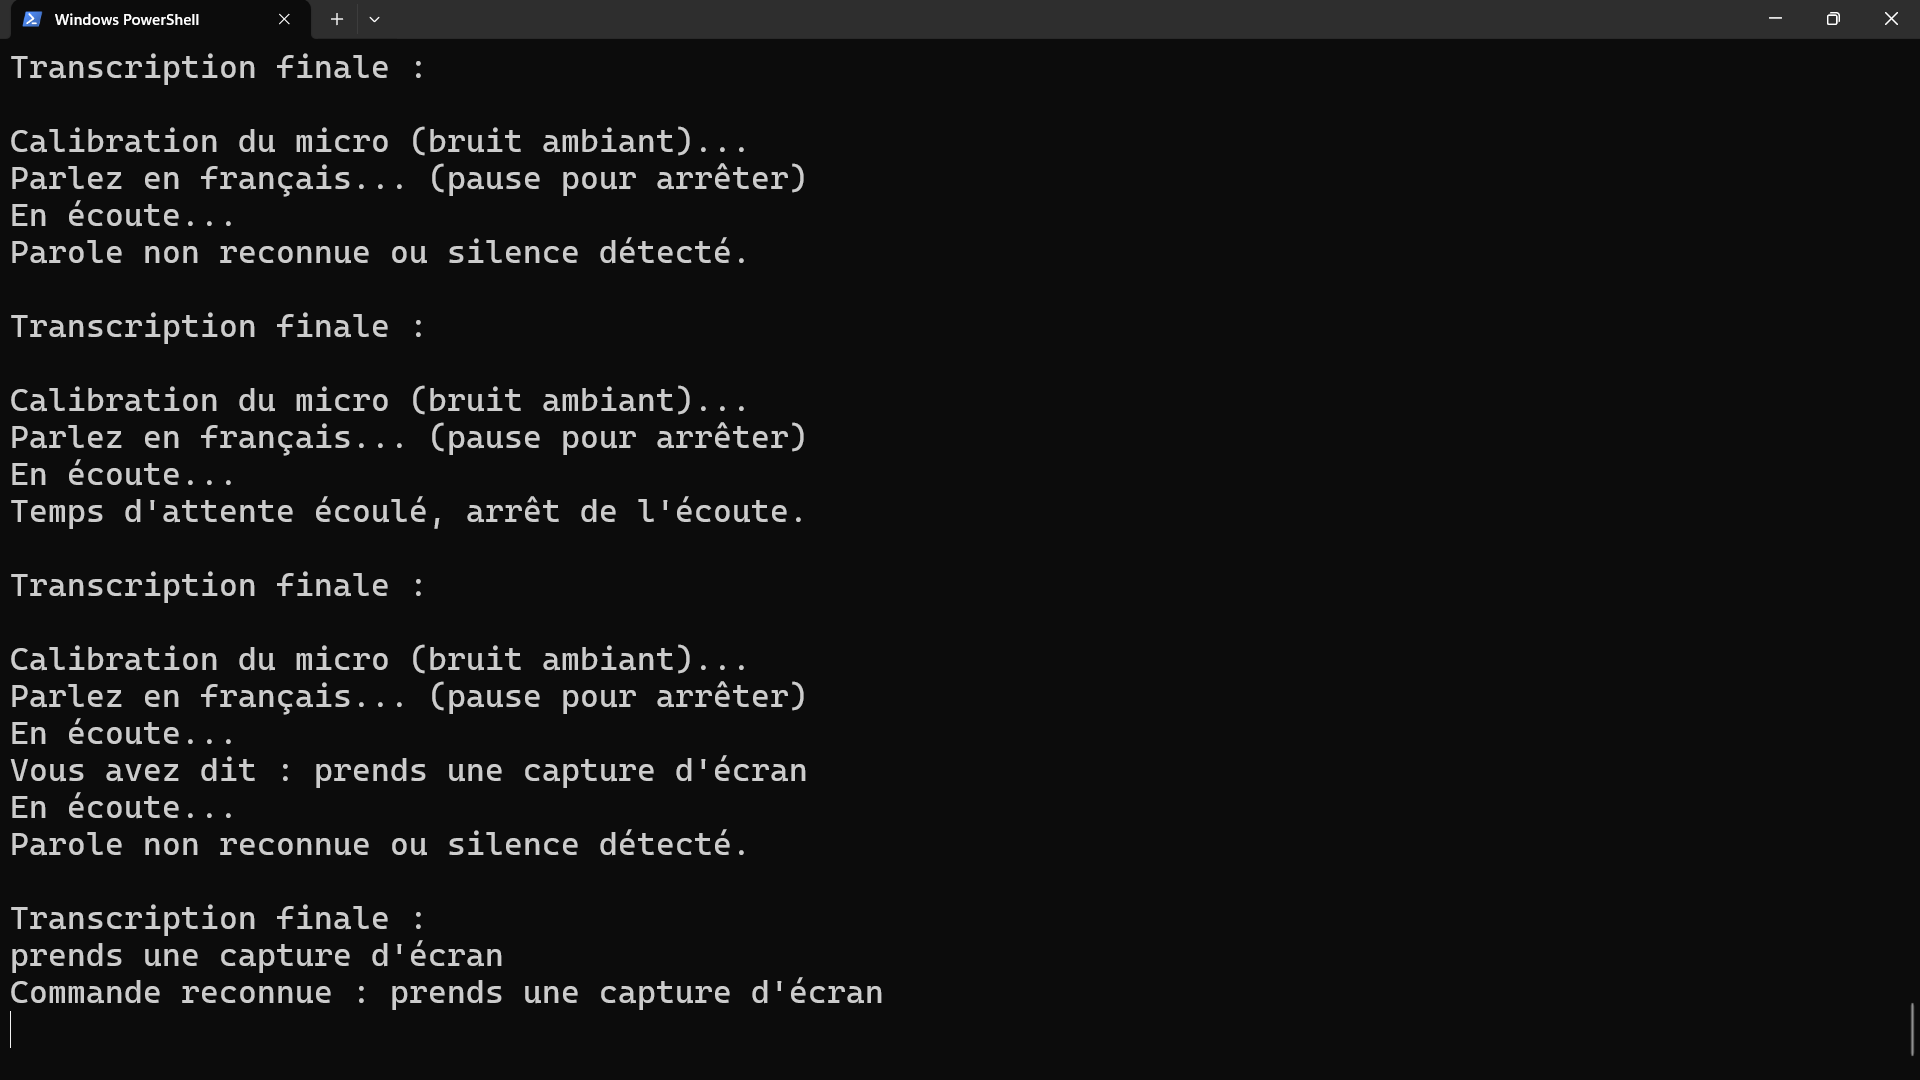 Windows PowerShell
Transcription finale :
Calibration du micro (bruit ambiant)...
Parlez en français... (pause pour arrêter)
En écoute...
Parole non reconnue ou silence détecté.
Transcription finale :
Calibration du micro (bruit ambiant)...
Parlez en français... (pause pour arrêter)
En écoute...
Temps d'attente écoulé, arrêt de l'écoute.
Transcription finale :
Calibration du micro (bruit ambiant)...
Parlez en français... (pause pour arrêter)
En écoute...
Vous avez dit : prends une capture d'écran
En écoute...
Parole non reconnue ou silence détecté.
Transcription finale :
prends une capture d'écran
Commande reconnue : prends une capture d'écran